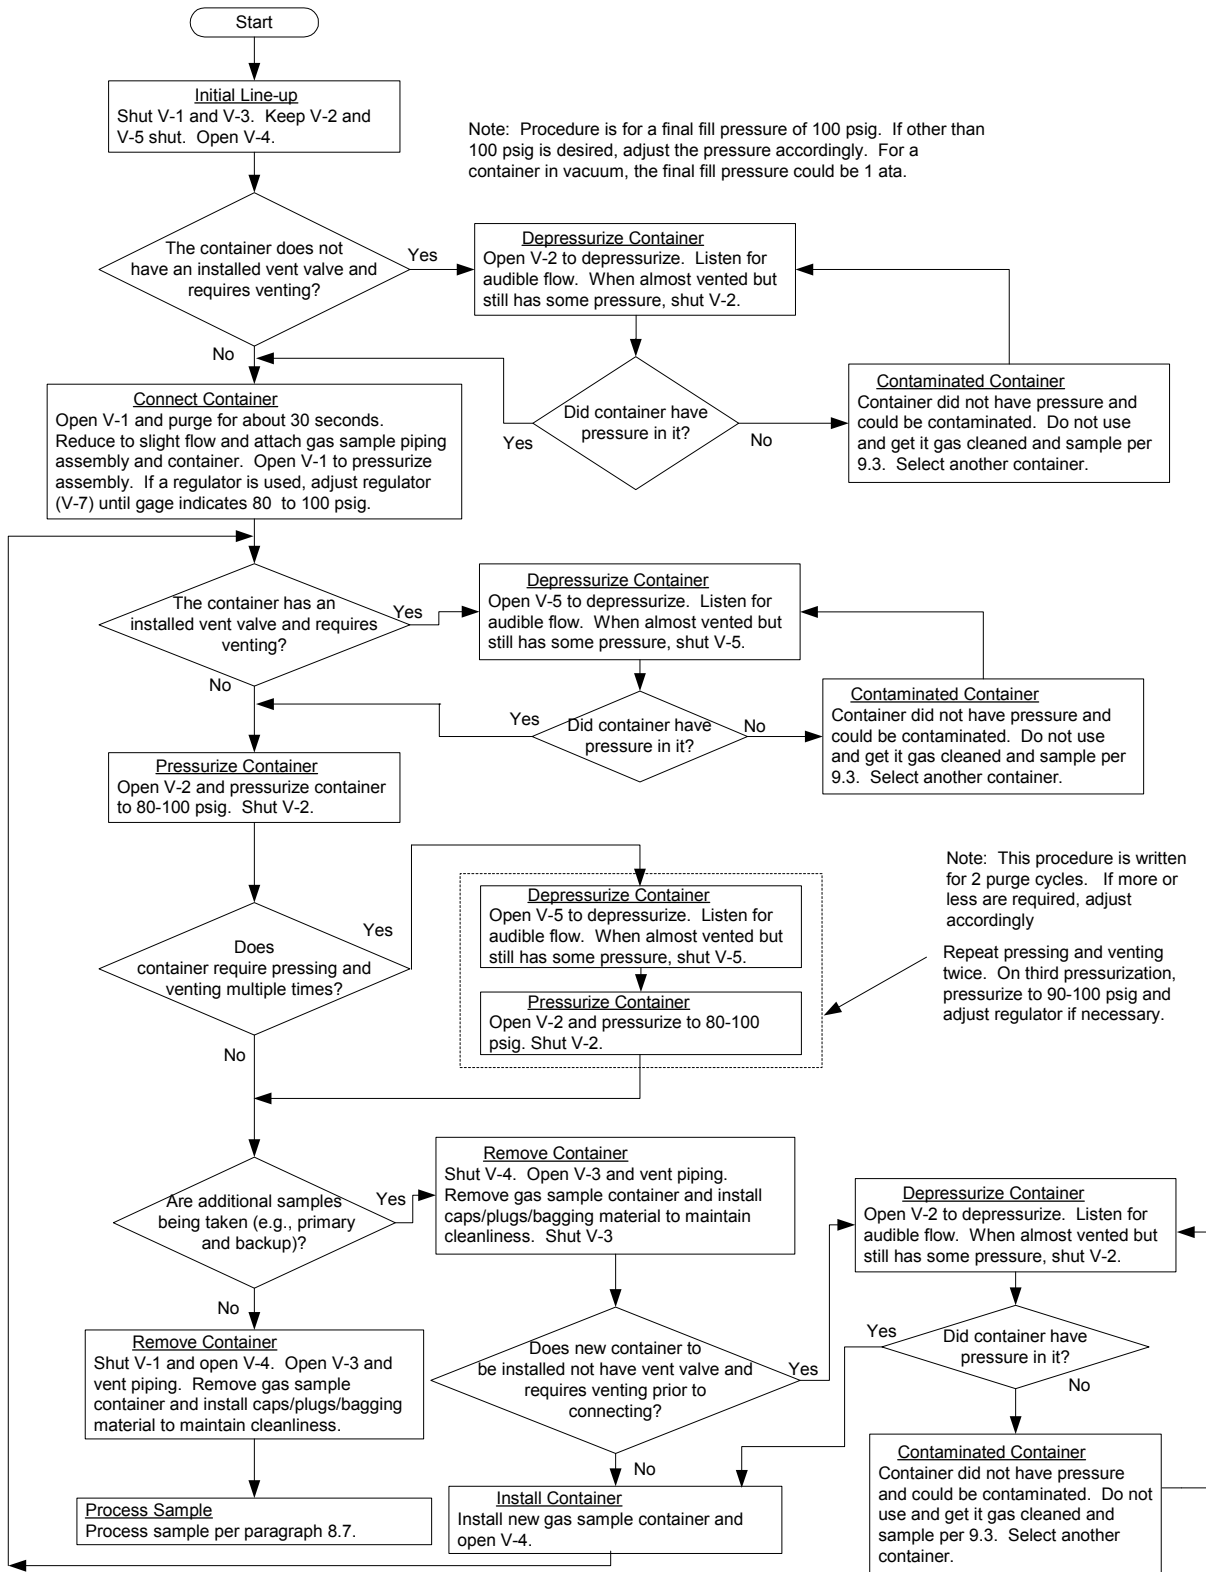 Start
Initial Line-up
Shut V-1 and V-3. Keep V-2 and
V-5 shut. Open V-4.
Note: Procedure is for a final fill pressure of 100 psig. If other than
100 psig is desired, adjust the pressure accordingly. For a
container in vacuum, the final fill pressure could be 1 ata.
The container does not
have an installed vent valve and
requires venting?
Yes
No
Depressurize Container
Open V-2 to depressurize. Listen for
audible flow. When almost vented but
still has some pressure, shut V-2.
Did container have
pressure in it?
Yes
No
Contaminated Container
Container did not have pressure and
could be contaminated. Do not use
and get it gas cleaned and sample per
9.3. Select another container.
Connect Container
Open V-1 and purge for about 30 seconds.
Reduce to slight flow and attach gas sample piping
assembly and container. Open V-1 to pressurize
assembly. If a regulator is used, adjust regulator
(V-7) until gage indicates 80 to 100 psig.
The container has an
installed vent valve and requires
venting?
Yes
No
Depressurize Container
Open V-5 to depressurize. Listen for
audible flow. When almost vented but
still has some pressure, shut V-5.
Did container have
pressure in it?
Yes
No
Contaminated Container
Container did not have pressure and
could be contaminated. Do not use
and get it gas cleaned and sample per
9.3. Select another container.
Pressurize Container
Open V-2 and pressurize container
to 80-100 psig. Shut V-2.
Does
container require pressing and
venting multiple times?
Yes
No
Depressurize Container
Open V-5 to depressurize. Listen for
audible flow. When almost vented but
still has some pressure, shut V-5.
Pressurize Container
Open V-2 and pressurize to 80-100
psig. Shut V-2.
Note: This procedure is written
for 2 purge cycles. If more or
less are required, adjust
accordingly
Repeat pressing and venting
twice. On third pressurization,
pressurize to 90-100 psig and
adjust regulator if necessary.
Are additional samples
being taken (e.g., primary
and backup)?
Yes
No
Remove Container
Shut V-4. Open V-3 and vent piping.
Remove gas sample container and install
caps/plugs/bagging material to maintain
cleanliness. Shut V-3
Depressurize Container
Open V-2 to depressurize. Listen for
audible flow. When almost vented but
still has some pressure, shut V-2.
Remove Container
Shut V-1 and open V-4. Open V-3 and
vent piping. Remove gas sample
container and install caps/plugs/bagging
material to maintain cleanliness.
Does new container to
be installed not have vent valve and
requires venting prior to
connecting?
Yes
No
Did container have
pressure in it?
Yes
No
Contaminated Container
Container did not have pressure
and could be contaminated. Do not
use and get it gas cleaned and
sample per 9.3. Select another
container.
Install Container
Install new gas sample container and
open V-4.
Process Sample
Process sample per paragraph 8.7.